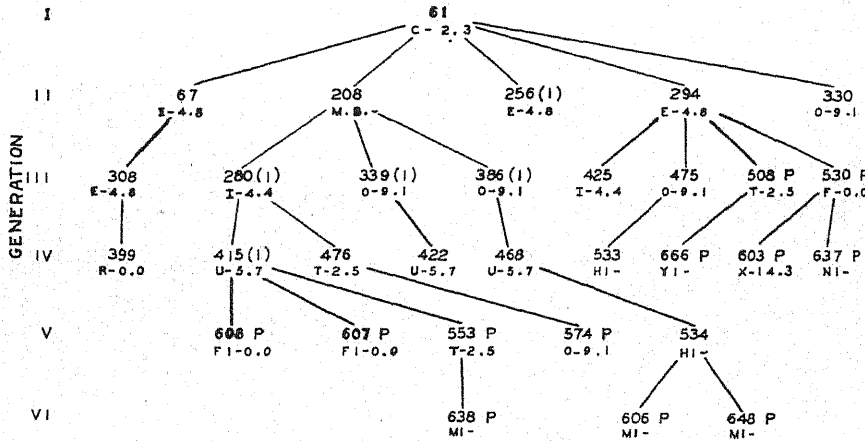 I 61
C-2.3
II 67 208 256(1) 294 330
E-4.8 M.B.- E-4.8 E-4.8 O-9.1
GENERATION
III 308 280(1) 339(1) 386(1) 425 475 508 P 530 P
E-4.8 I-4.4 O-9.1 O-9.1 I-4.4 O-9.1 T-2.5 F-0.0
IV 399 415(1) 476 422 468 533 666 P 603 P 637 P
R-0.0 U-5.7 T-2.5 U-5.7 U-5.7 HI- YI- X-14.3 NI-
V 607 P 553 P 574 P 534
FI-0.0 FI-0.0 T-2.5 O-9.1 HI-
VI 638 P 606 P 648 P
MI- MI- MI-